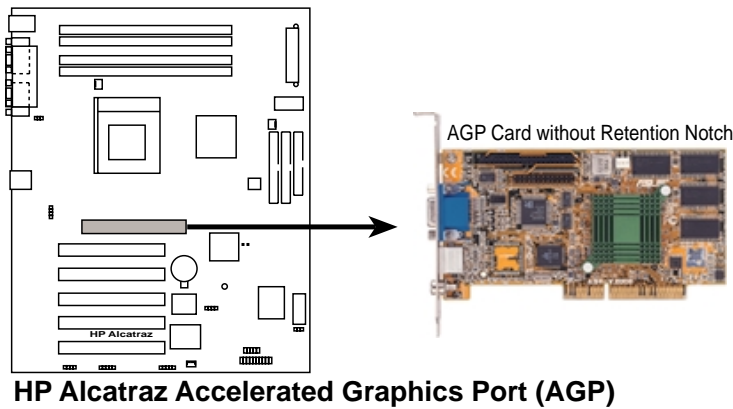 AGP Card without Retention Notch
HP Alcatraz
HP Alcatraz Accelerated Graphics Port (AGP)